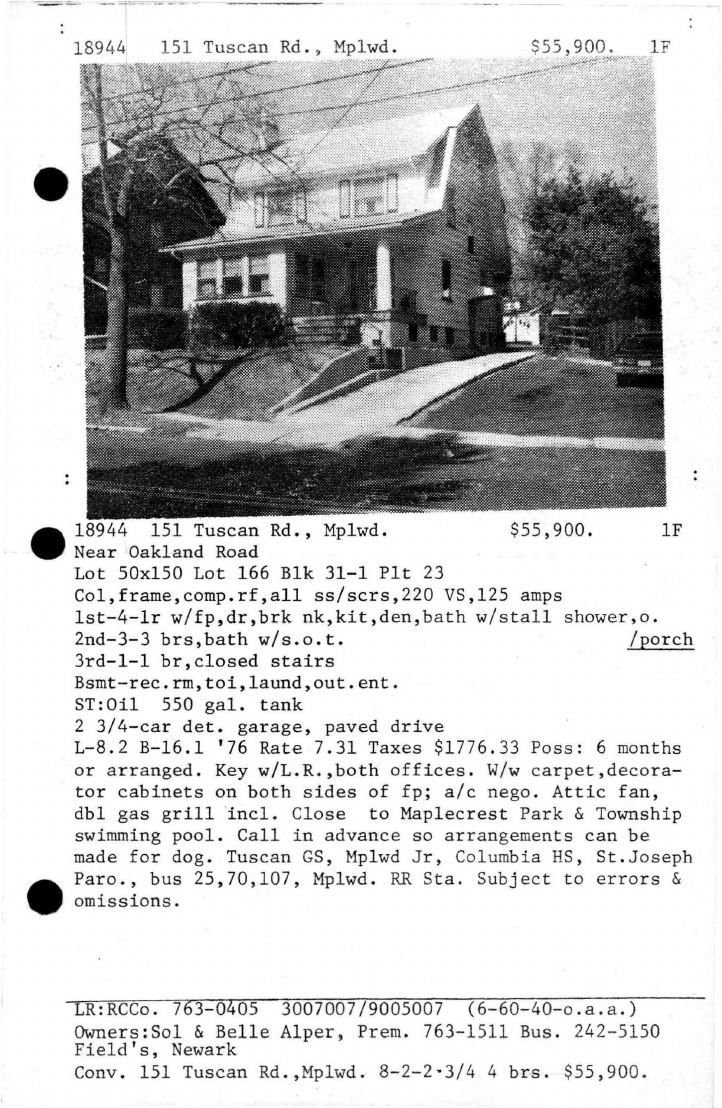 18944 151 Tuscan Rd., Mplwd. $55,900. 1F
18944 151 Tuscan Rd., Mplwd. $55,900. 1F
Near Oakland Road
Lot 50x150 Lot 166 Blk 31-1 Plt 23
Col,frame,comp.rf,all ss/scrs,220 VS,125 amps
1st-4-lr w/fp,dr,brk nk,kit,den,bath w/stall shower,o.
2nd-3-3 brs,bath w/s.o.t. /porch
3rd-1-1 br,closed stairs
Bsmt-rec.rm,toi,laund,out.ent.
ST:Oil 550 gal. tank
2 3/4-car det. garage, paved drive
L-8.2 B-16.1 '76 Rate 7.31 Taxes $1776.33 Poss: 6 months
or arranged. Key w/L.R.,both offices. W/w carpet,decora-
tor cabinets on both sides of fp; a/c nego. Attic fan,
dbl gas grill incl. Close to Maplecrest Park & Township
swimming pool. Call in advance so arrangements can be
made for dog. Tuscan GS, Mplwd Jr, Columbia HS, St.Joseph
Paro., bus 25,70,107, Mplwd. RR Sta. Subject to errors &
omissions.
LR:RCCo. 763-0405 3007007/9005007 (6-60-40-o.a.a.)
Owners:Sol & Belle Alper, Prem. 763-1511 Bus. 242-5150
Field's, Newark
Conv. 151 Tuscan Rd.,Mplwd. 8-2-2·3/4 4 brs. $55,900.